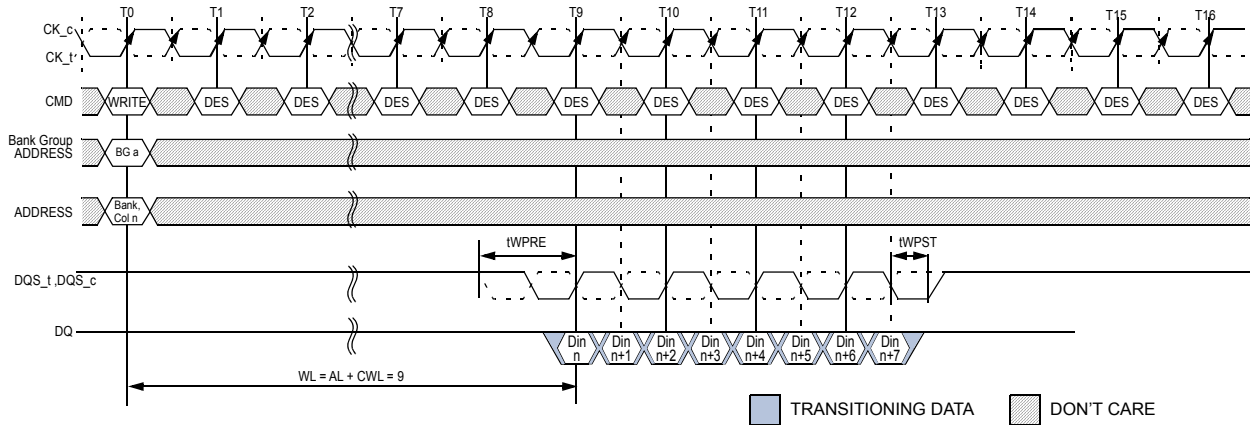 T0 T1 T2 T7 T8 T9 T10 T11 T12 T13 T14 T15 T16
CK_c
CK_t
CMD WRITE DES DES DES DES DES DES DES DES DES DES DES DES
Bank Group
ADDRESS BG a
ADDRESS Bank,
Col n
tWPRE tWPST
DQS_t ,DQS_c
DQ Din Din Din Din Din Din Din Din
n n+1 n+2 n+3 n+4 n+5 n+6 n+7
WL = AL + CWL = 9
TRANSITIONING DATA DON'T CARE